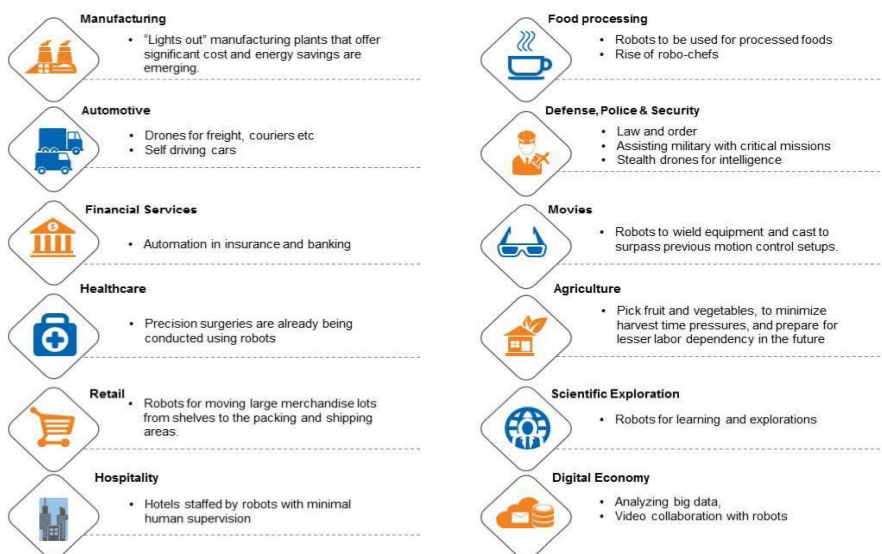 Manufacturing
• “Lights out” manufacturing plants that offer
significant cost and energy savings are
emerging.
Automotive
• Drones for freight, couriers etc
• Self driving cars
Financial Services
• Automation in insurance and banking
Healthcare
• Precision surgeries are already being
conducted using robots
Retail
• Robots for moving large merchandise lots
from shelves to the packing and shipping
areas.
Hospitality
• Hotels staffed by robots with minimal
human supervision
Food processing
• Robots to be used for processed foods
• Rise of robo-chefs
Defense, Police & Security
• Law and order
• Assisting military with critical missions
• Stealth drones for intelligence
Movies
• Robots to wield equipment and cast to
surpass previous motion control setups.
Agriculture
• Pick fruit and vegetables, to minimize
harvest time pressures, and prepare for
lesser labor dependency in the future
Scientific Exploration
• Robots for learning and explorations
Digital Economy
• Analyzing big data,
• Video collaboration with robots